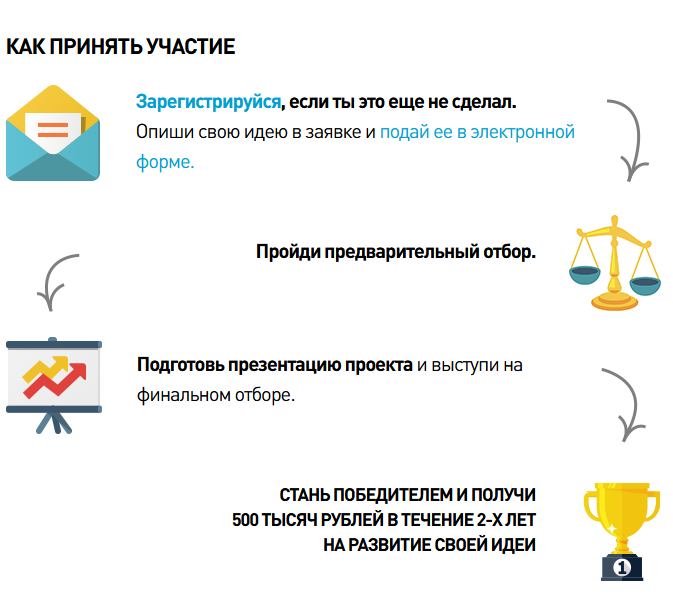 КАК ПРИНЯТЬ УЧАСТИЕ
Зарегистрируйся, если ты это еще не сделал.
Опиши свою идею в заявке и подай ее в электронной
форме.
Пройди предварительный отбор.
Подготовь презентацию проекта и выступи на
финальном отборе.
СТАНЬ ПОБЕДИТЕЛЕМ И ПОЛУЧИ
500 ТЫСЯЧ РУБЛЕЙ В ТЕЧЕНИЕ 2-Х ЛЕТ
НА РАЗВИТИЕ СВОЕЙ ИДЕИ
1